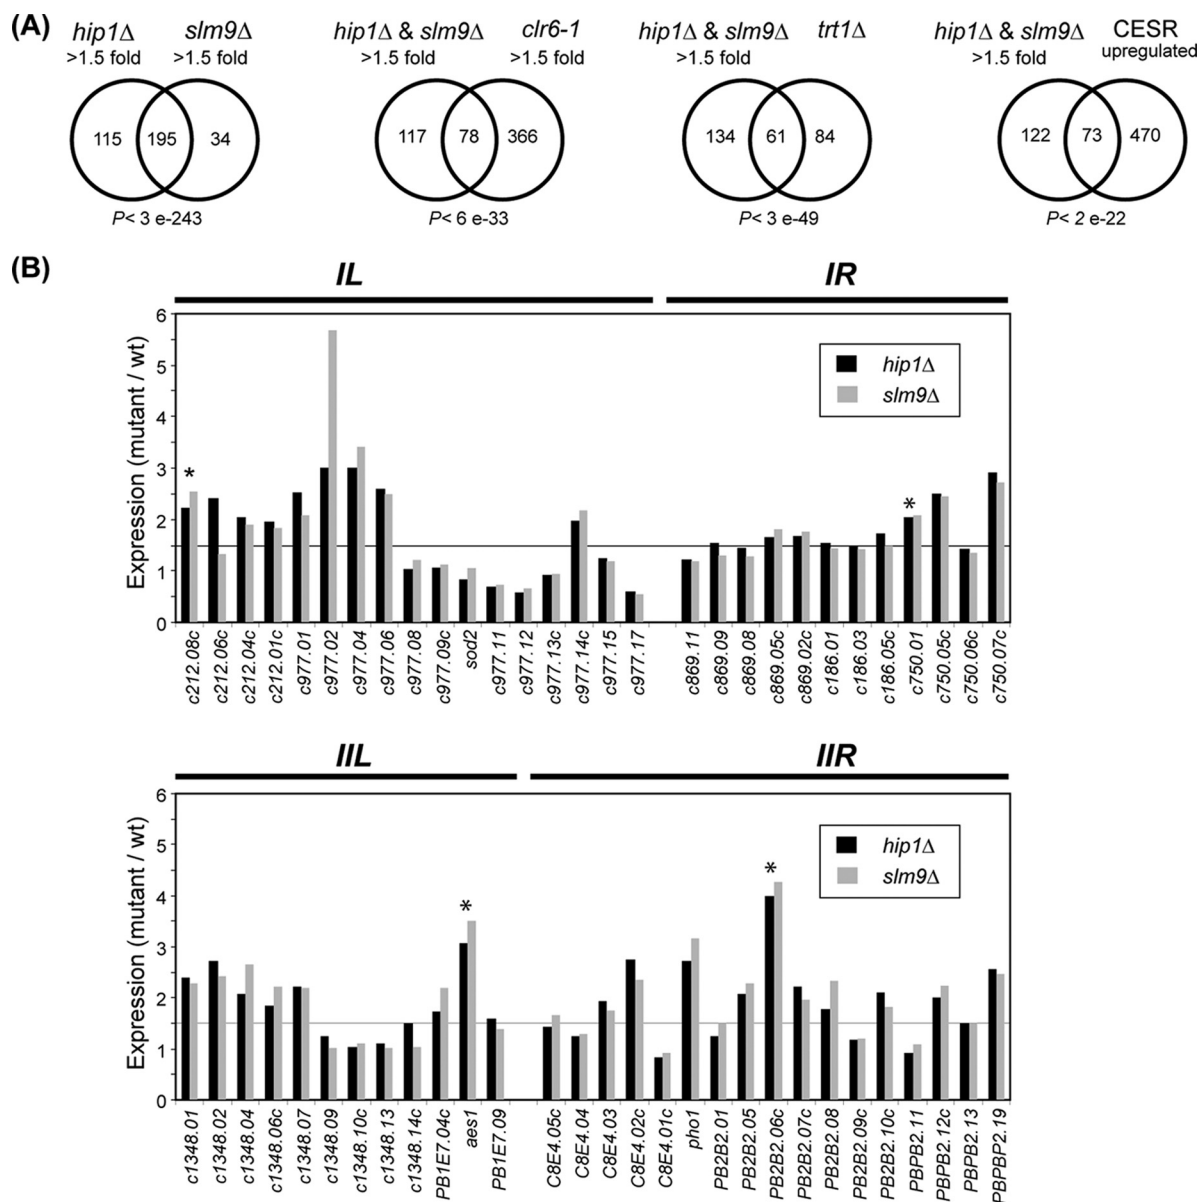 (A)
hip1Δ slm9Δ
>1.5 fold >1.5 fold
115 195 34
P< 3 e-243
hip1Δ & slm9Δ clr6-1
>1.5 fold >1.5 fold
117 78 366
P< 6 e-33
hip1Δ & slm9Δ trt1Δ
>1.5 fold
134 61 84
P< 3 e-49
hip1Δ & slm9Δ CESR
>1.5 fold upregulated
122 73 470
P< 2 e-22
(B)
IL IR
Expression (mutant / wt)
6
5
4
3
2
1
0
*
*
hip1Δ
slm9Δ
c212.08c
c212.06c
c212.04c
c212.01c
c977.01
c977.02
c977.04
c977.06
c977.08
c977.09c
sod2
c977.11
c977.12
c977.13c
c977.14c
c977.15
c977.17
c869.11
c869.09
c869.08
c869.05c
c869.02c
c186.01
c186.03
c186.05c
c750.01
c750.05c
c750.06c
c750.07c
IIL IIR
Expression (mutant / wt)
6
5
4
3
2
1
0
*
*
hip1Δ
slm9Δ
c1348.01
c1348.02
c1348.04
c1348.06c
c1348.07
c1348.09
c1348.10c
c1348.13
c1348.14c
PB1E7.04c
aes1
PB1E7.09
C8E4.05c
C8E4.04
C8E4.03
C8E4.02c
C8E4.01c
pho1
PB2B2.01
PB2B2.05
PB2B2.06c
PB2B2.07c
PB2B2.08
PB2B2.09c
PB2B2.10c
PBPB2.11
PBPB2.12c
PBPB2.13
PBPBP2.19